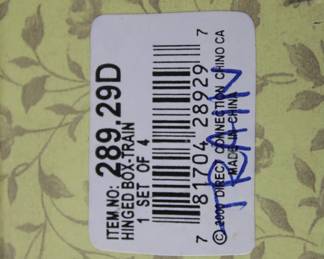 ITEM NO: 289.29D
HINGED BOX-TRAIN
1 SET OF 4
7 81704 28929 7
© 2000 DIRECT CONNECTION CHINO CA
MADE IN CHINA
TRAIN